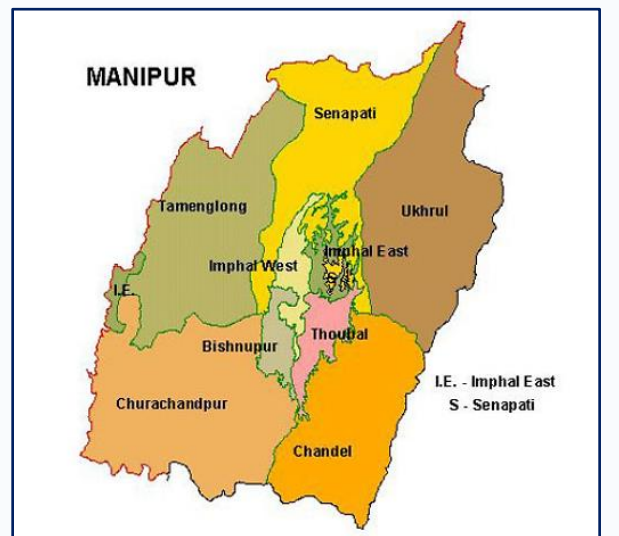 MANIPUR
Senapati
Tamenglong
Ukhrul
Imphal East
Imphal West
S
I.E.
Thoubal
Bishnupur
I.E. - Imphal East
S - Senapati
Churachandpur
Chandel